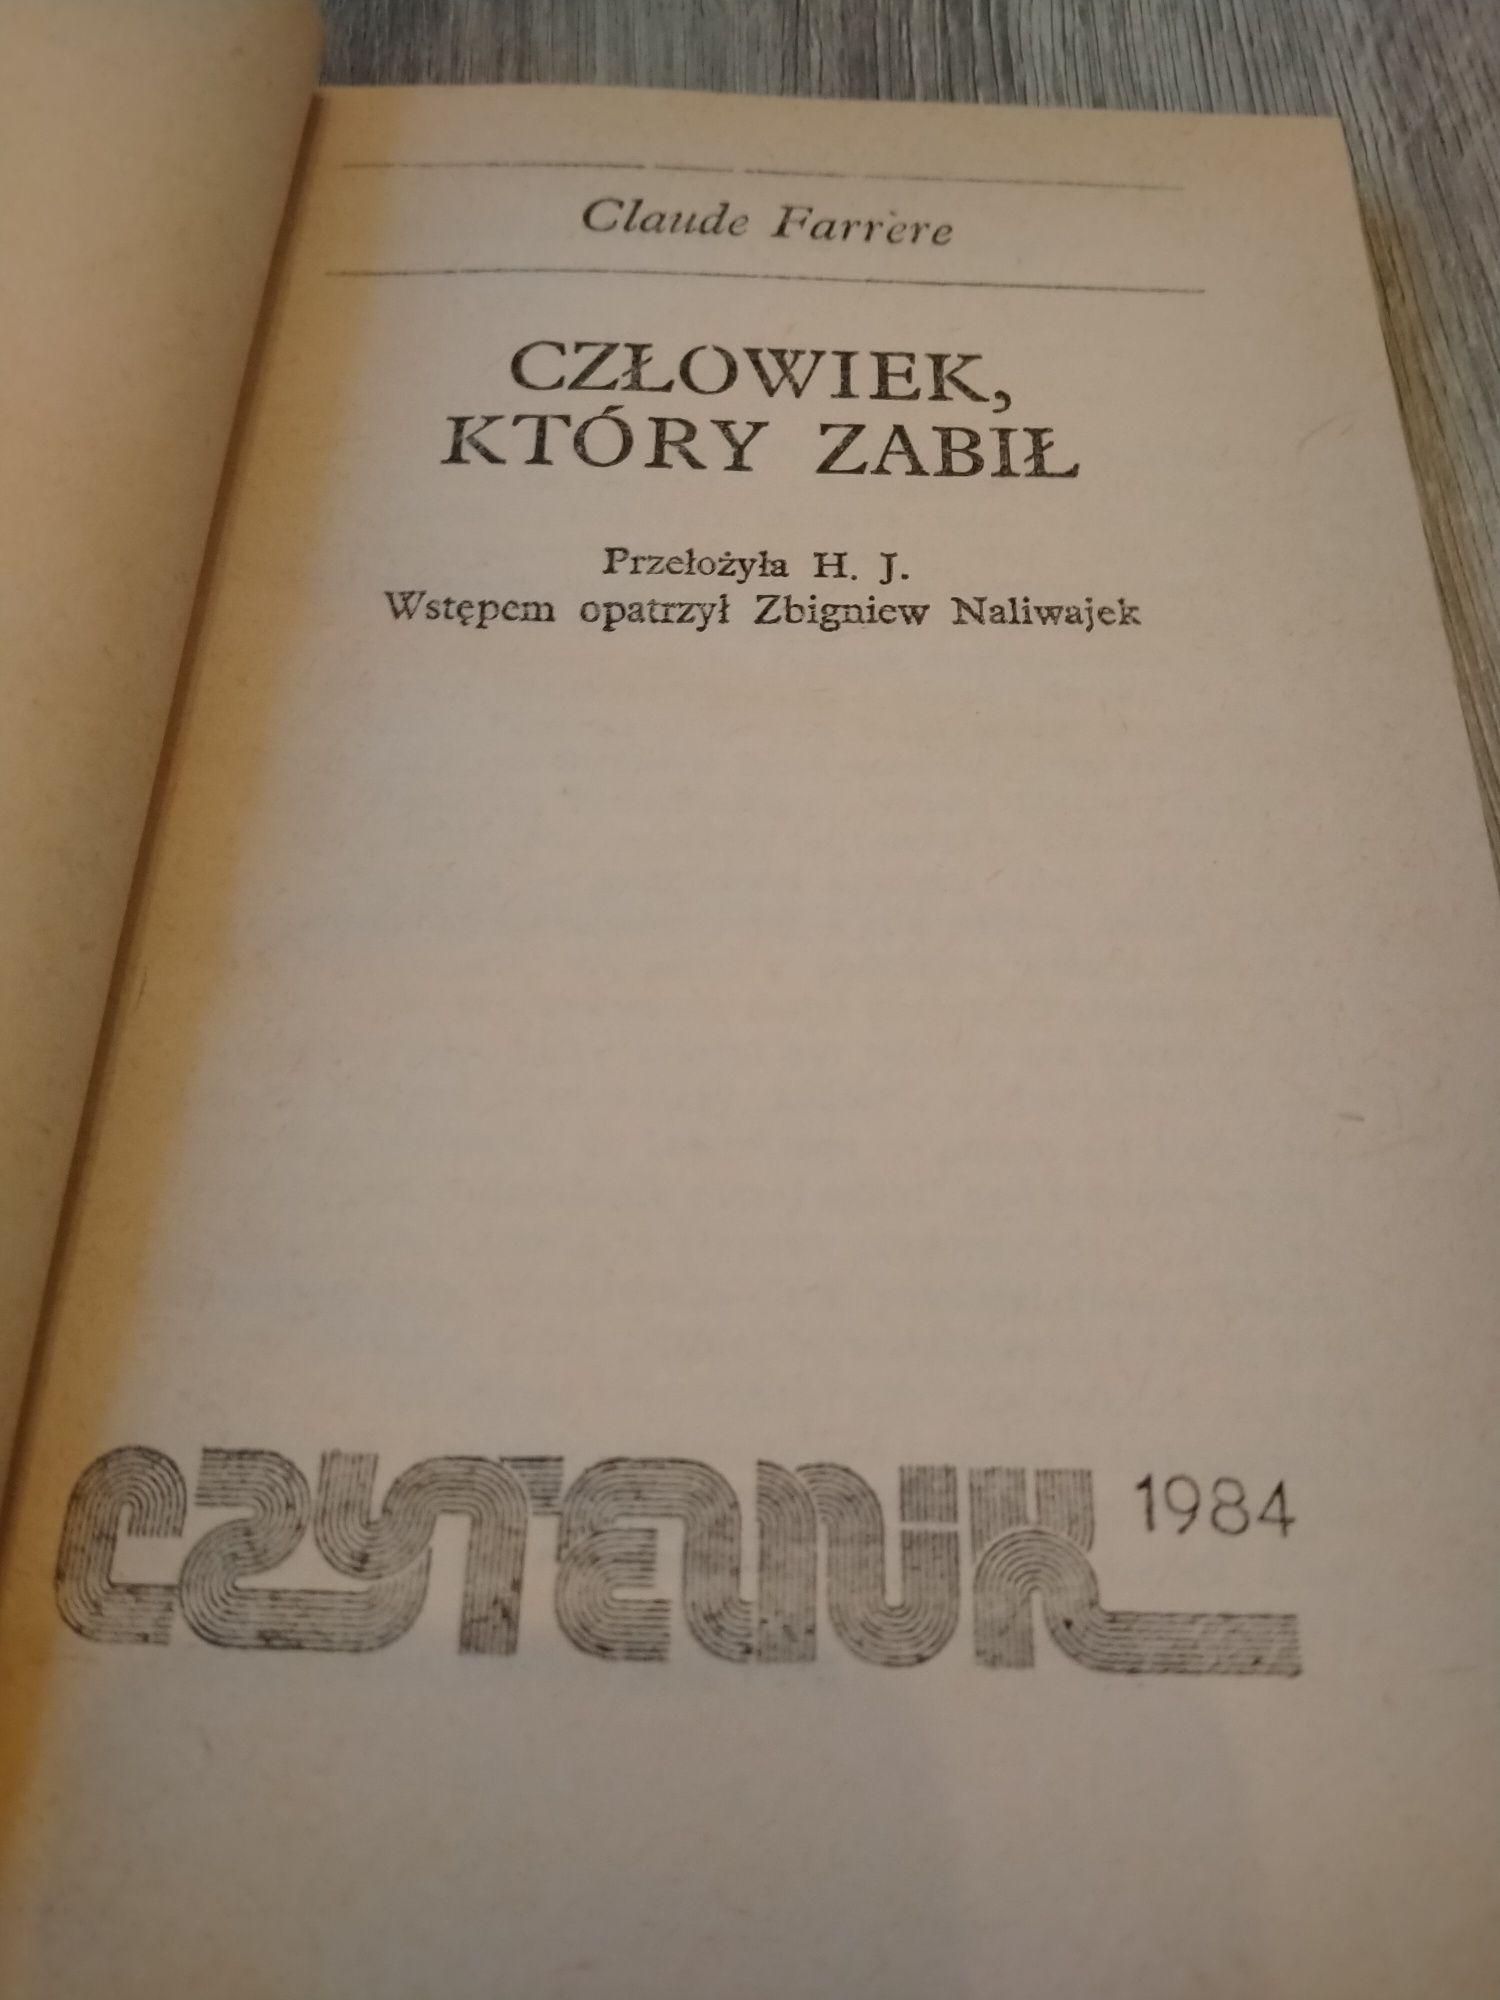 Claude Farrère
CZŁOWIEK,
KTÓRY ZABIŁ
Przełożyła H. J.
Wstępem opatrzył Zbigniew Naliwajek
CZYTELNIK 1984